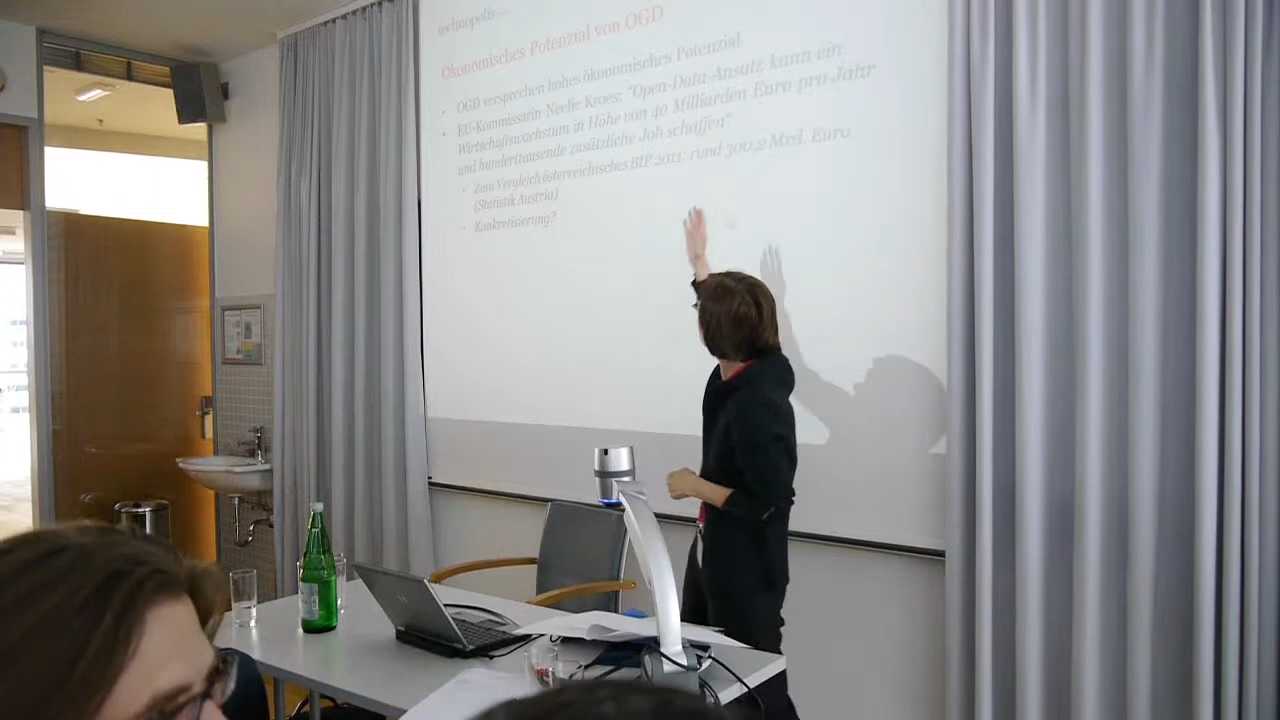 technopolis
Ökonomisches Potenzial von OGD
OGD versprechen hohes ökonomisches Potenzial
EU-Kommissarin Neelie Kroes: "Open-Data-Ansatz kann ein
Wirtschaftswachstum in Höhe von 40 Milliarden Euro pro Jahr
und hunderttausende zusätzliche Job schaffen"
Zum Vergleich österreichisches BIP 2011: rund 300,2 Mrd. Euro
(Statistik Austria)
Konkretisierung?